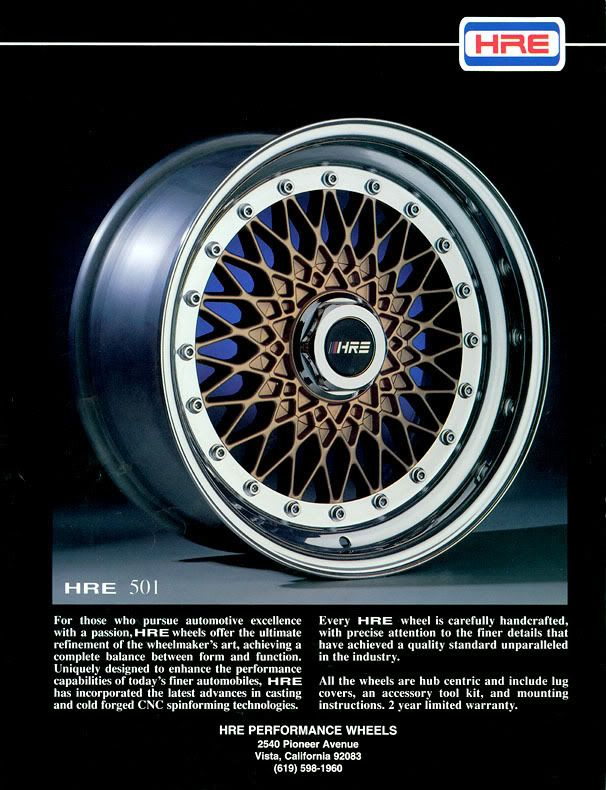 HRE
HRE
HRE 501
For those who pursue automotive excellence
with a passion, HRE wheels offer the ultimate
refinement of the wheelmaker's art, achieving a
complete balance between form and function.
Uniquely designed to enhance the performance
capabilities of today's finer automobiles, HRE
has incorporated the latest advances in casting
and cold forged CNC spinforming technologies.
Every HRE wheel is carefully handcrafted,
with precise attention to the finer details that
have achieved a quality standard unparalleled
in the industry.
All the wheels are hub centric and include lug
covers, an accessory tool kit, and mounting
instructions. 2 year limited warranty.
HRE PERFORMANCE WHEELS
2540 Pioneer Avenue
Vista, California 92083
(619) 598-1960